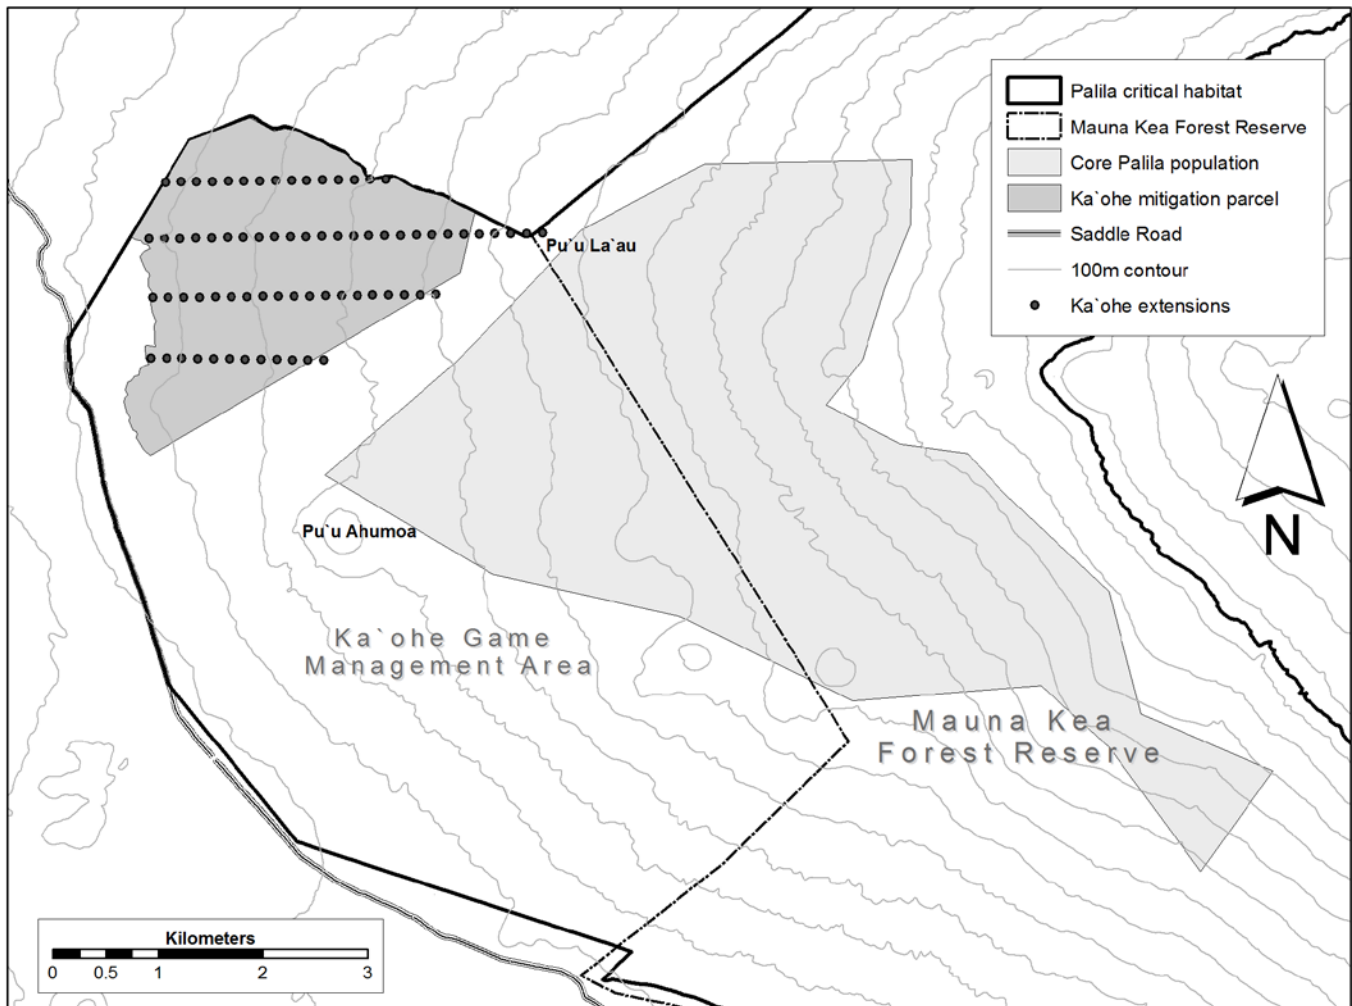 Palila critical habitat
Mauna Kea Forest Reserve
Core Palila population
Ka`ohe mitigation parcel
Saddle Road
100m contour
Ka`ohe extensions
Pu`u La`au
N
Pu`u Ahumoa
Ka`ohe Game
Management Area
Mauna Kea
Forest Reserve
Kilometers
0 0.5 1 2 3